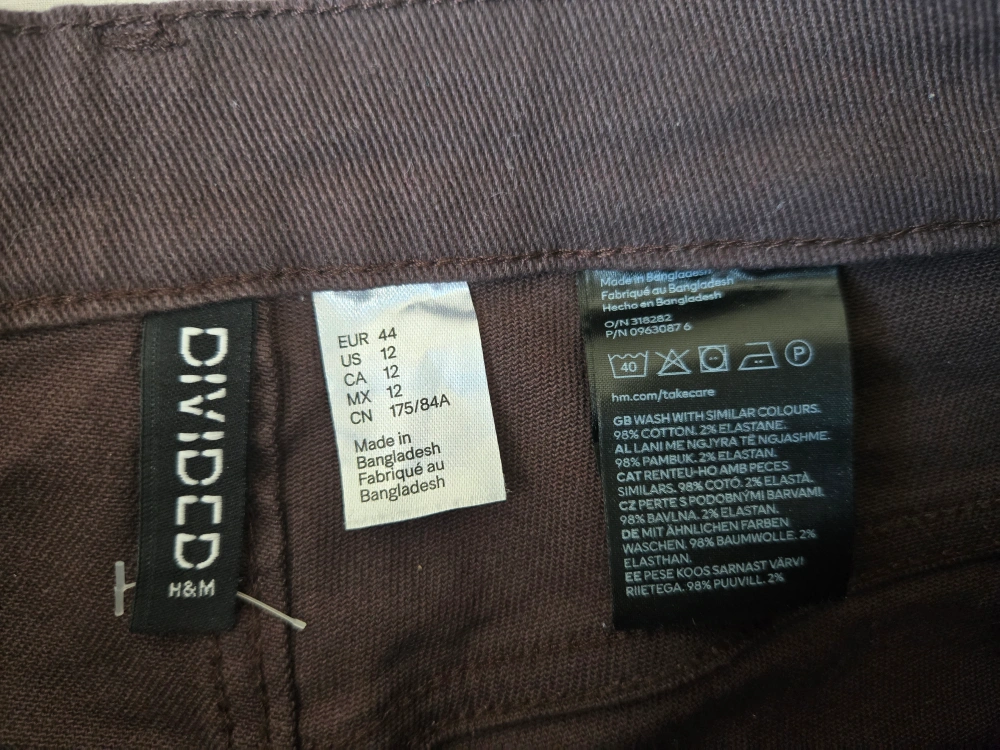 DIVIDED
H&M
EUR 44
US 12
CA 12
MX 12
CN 175/84A
Made in
Bangladesh
Fabriqué au
Bangladesh
Made in Bangladesh
Fabriqué au Bangladesh
Hecho en Bangladesh
O/N 318282
P/N 0963087 6
40
P
hm.com/takecare
GB WASH WITH SIMILAR COLOURS.
98% COTTON. 2% ELASTANE.
AL LANI ME NGJYRA TË NGJASHME.
98% PAMBUK. 2% ELASTAN.
CAT RENTEU-HO AMB PECES
SIMILARS. 98% COTÓ. 2% ELASTÀ.
CZ PERTE S PODOBNÝMI BARVAMI.
98% BAVLNA. 2% ELASTAN.
DE MIT ÄHNLICHEN FARBEN
WASCHEN. 98% BAUMWOLLE. 2%
ELASTHAN.
EE PESE KOOS SARNAST VÄRVI
RIIETEGA. 98% PUUVILL. 2%